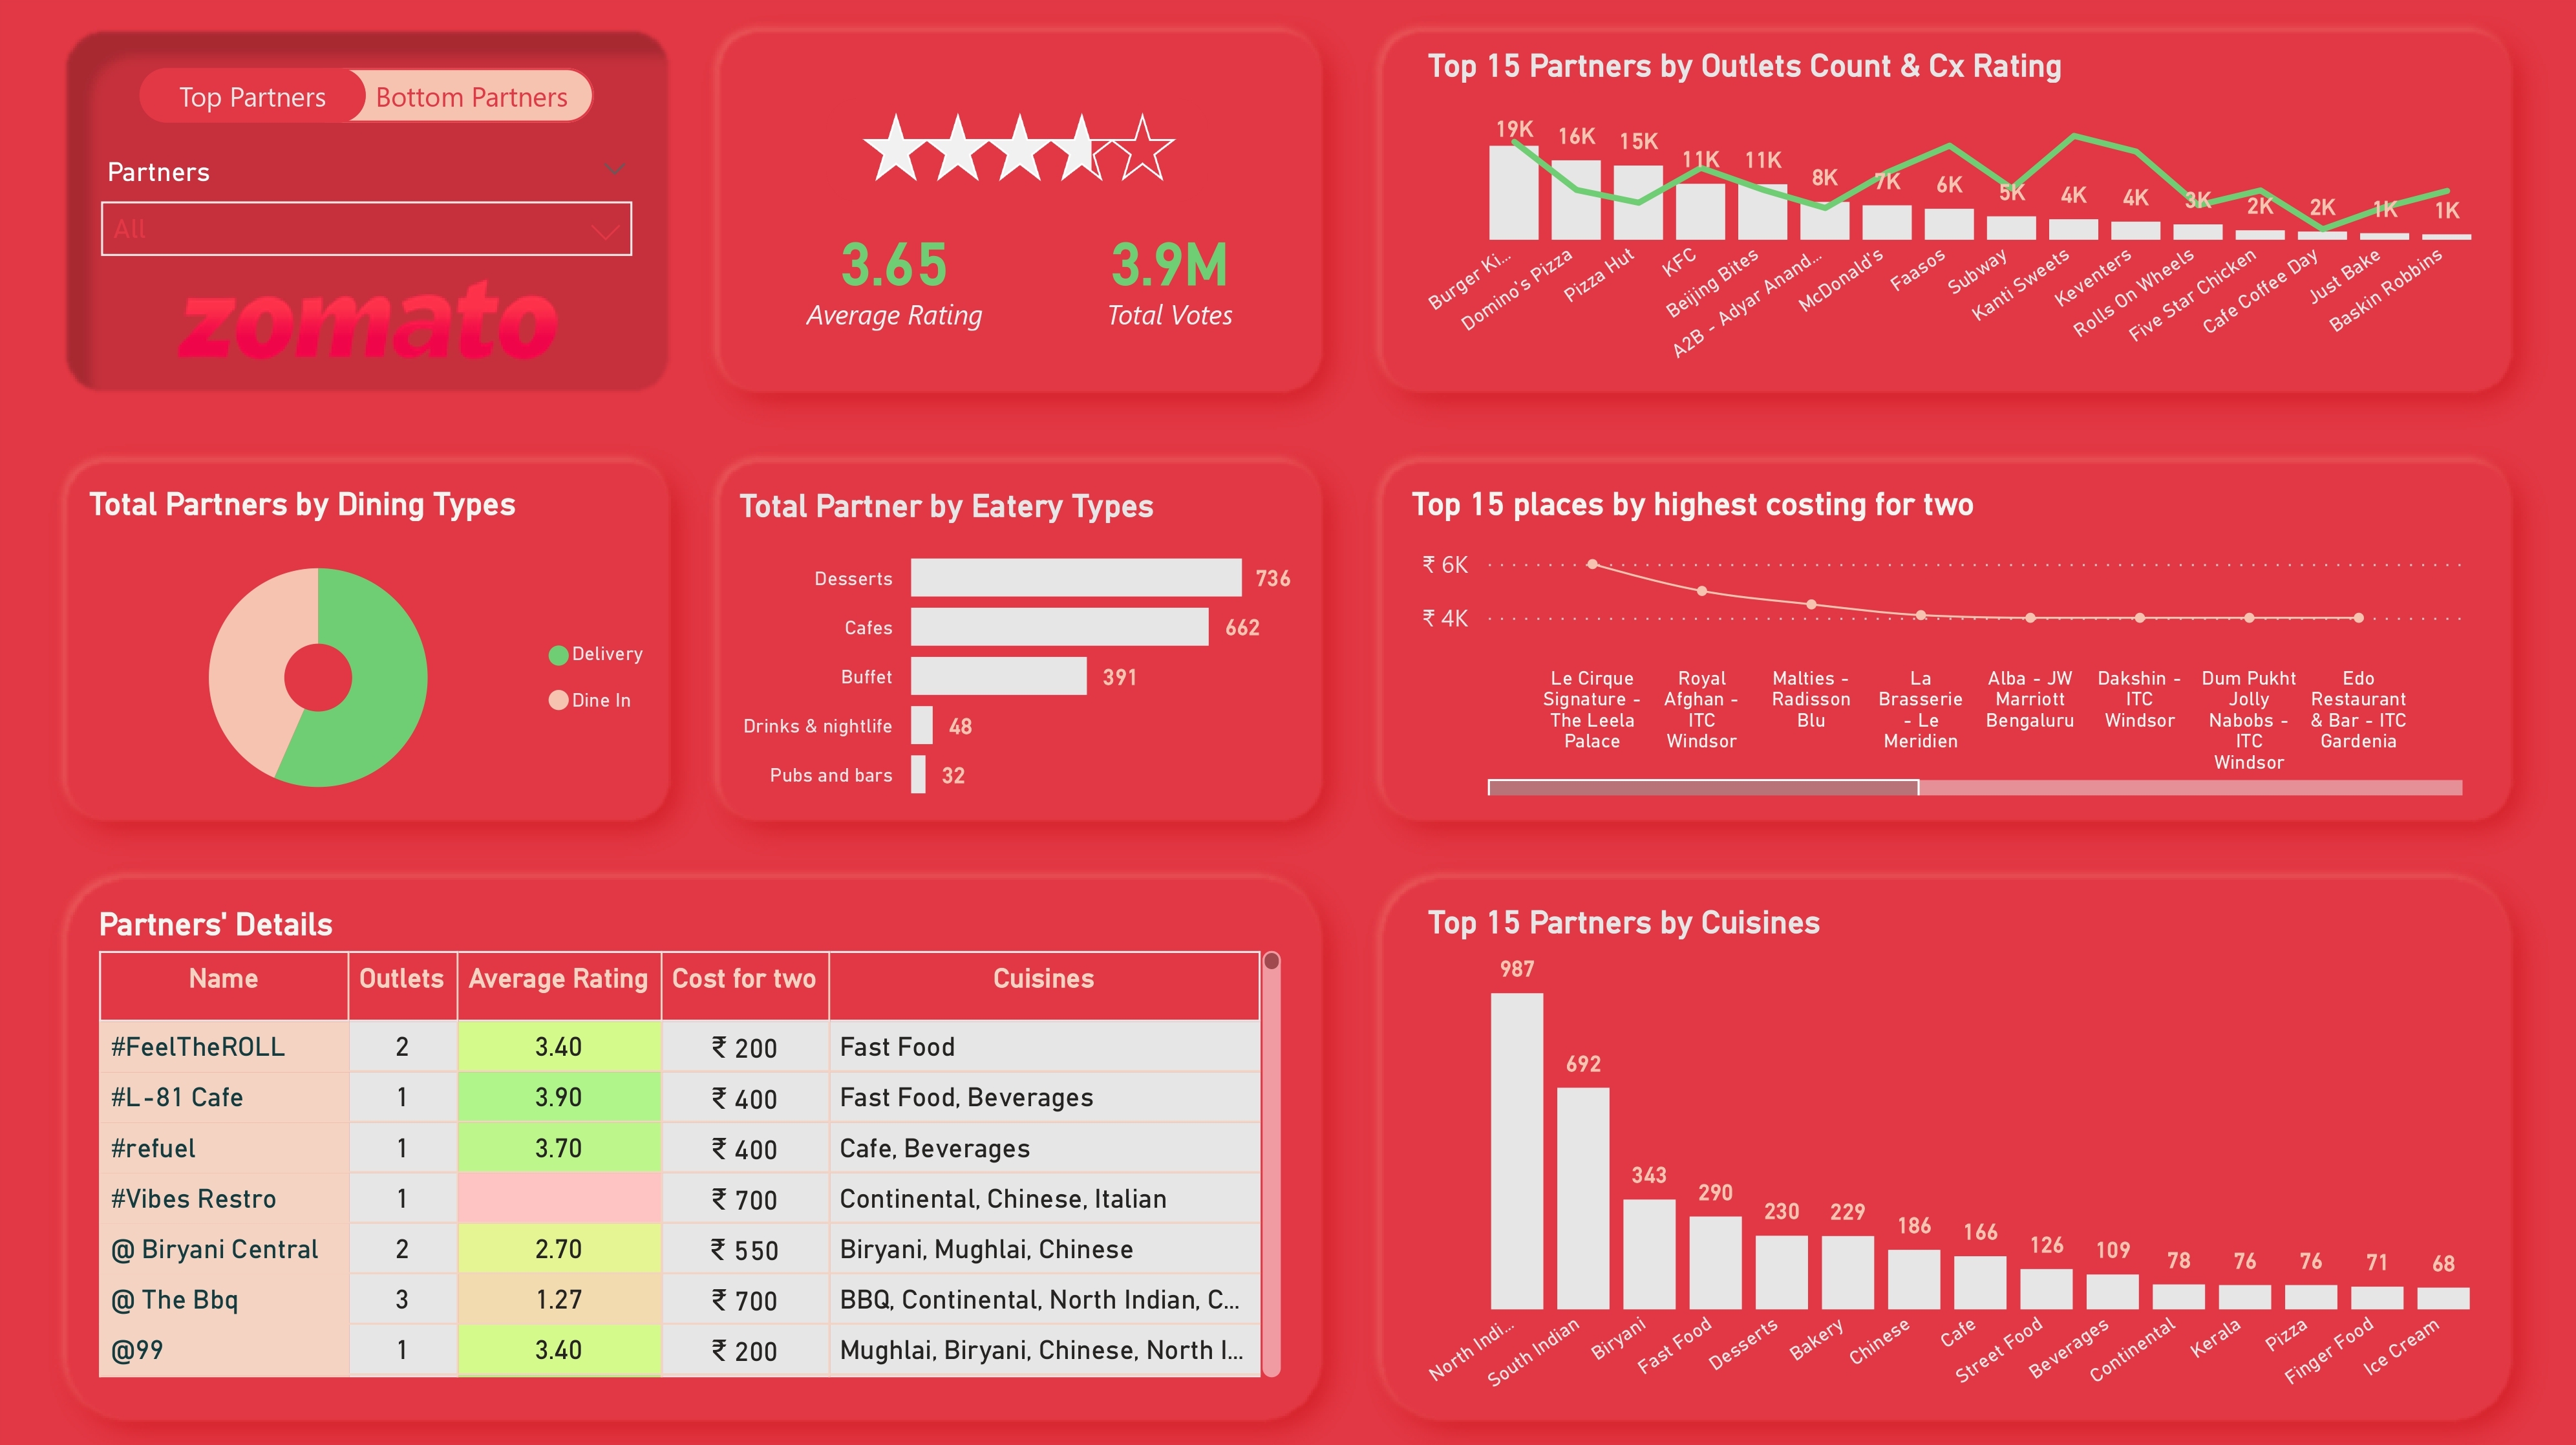 Top Partners
Bottom Partners
Partners
All
zomato
3.65
Average Rating
3.9M
Total Votes
Top 15 Partners by Outlets Count & Cx Rating
19K
16K
15K
11K
11K
8K
7K
6K
5K
4K
4K
3K
2K
2K
1K
1K
Burger Ki...
Domino's Pizza
Pizza Hut
KFC
Beijing Bites
A2B - Adyar Anand...
McDonald's
Faasos
Subway
Kanti Sweets
Keventers
Rolls On Wheels
Five Star Chicken
Cafe Coffee Day
Just Bake
Baskin Robbins
Total Partners by Dining Types
Delivery
Dine In
Total Partner by Eatery Types
Desserts 736
Cafes 662
Buffet 391
Drinks & nightlife 48
Pubs and bars 32
Top 15 places by highest costing for two
₹ 6K
₹ 4K
Le Cirque
Signature -
The Leela
Palace
Royal
Afghan -
ITC
Windsor
Malties -
Radisson
Blu
La
Brasserie
- Le
Meridien
Alba - JW
Marriott
Bengaluru
Dakshin -
ITC
Windsor
Dum Pukht
Jolly
Nabobs -
ITC
Windsor
Edo
Restaurant
& Bar - ITC
Gardenia
Partners' Details
Name Outlets Average Rating Cost for two Cuisines
#FeelTheROLL 2 3.40 ₹ 200 Fast Food
#L-81 Cafe 1 3.90 ₹ 400 Fast Food, Beverages
#refuel 1 3.70 ₹ 400 Cafe, Beverages
#Vibes Restro 1 ₹ 700 Continental, Chinese, Italian
@ Biryani Central 2 2.70 ₹ 550 Biryani, Mughlai, Chinese
@ The Bbq 3 1.27 ₹ 700 BBQ, Continental, North Indian, C...
@99 1 3.40 ₹ 200 Mughlai, Biryani, Chinese, North I...
Top 15 Partners by Cuisines
987
692
343
290
230
229
186
166
126
109
78
76
76
71
68
North Indi...
South Indian
Biryani
Fast Food
Desserts
Bakery
Chinese
Cafe
Street Food
Beverages
Continental
Kerala
Pizza
Finger Food
Ice Cream